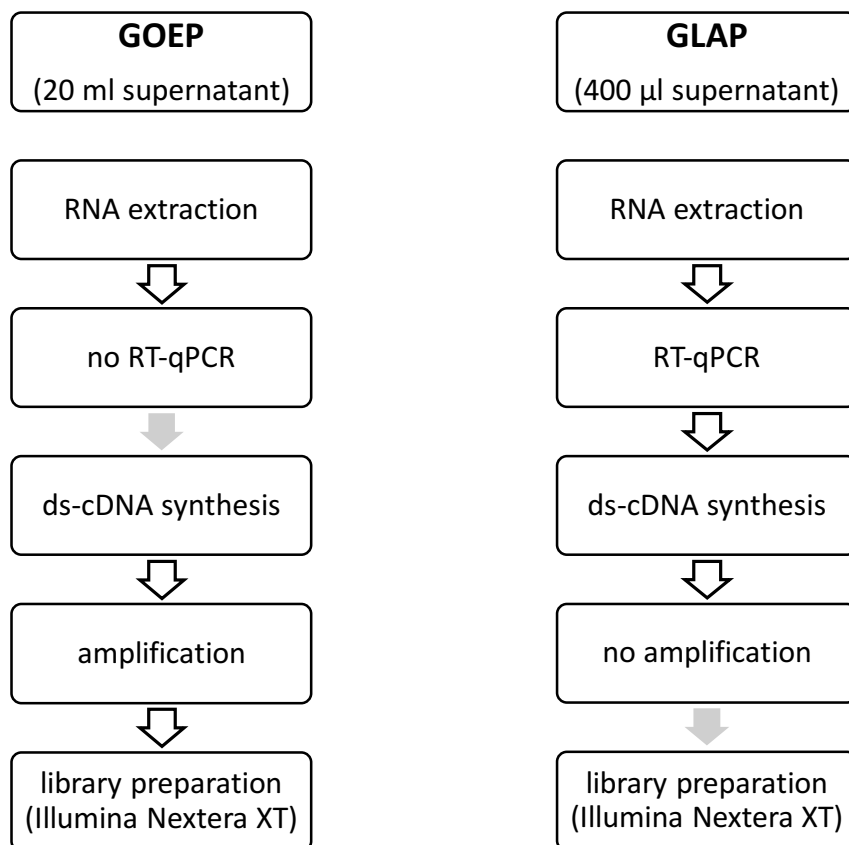 GOEP
(20 ml supernatant)
RNA extraction
no RT-qPCR
ds-cDNA synthesis
amplification
library preparation
(Illumina Nextera XT)
GLAP
(400 µl supernatant)
RNA extraction
RT-qPCR
ds-cDNA synthesis
no amplification
library preparation
(Illumina Nextera XT)